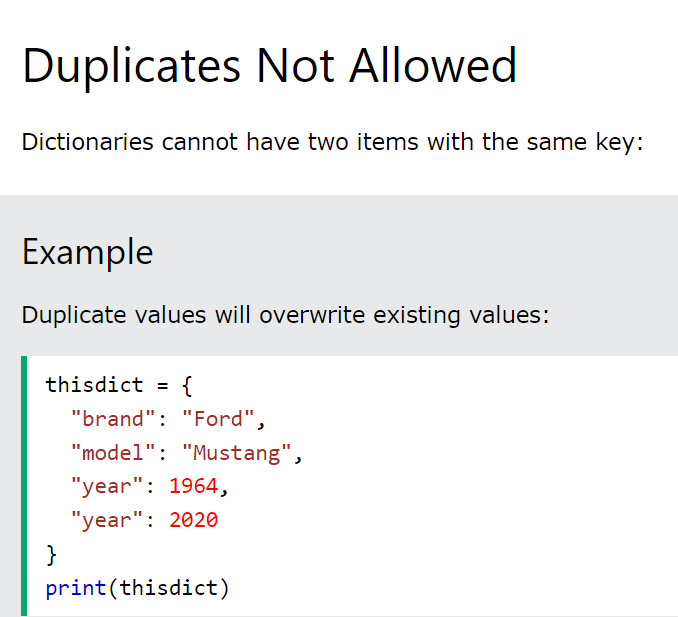 Duplicates Not Allowed
Dictionaries cannot have two items with the same key:
Example
Duplicate values will overwrite existing values:
thisdict = {
  "brand": "Ford",
  "model": "Mustang",
  "year": 1964,
  "year": 2020
}
print(thisdict)